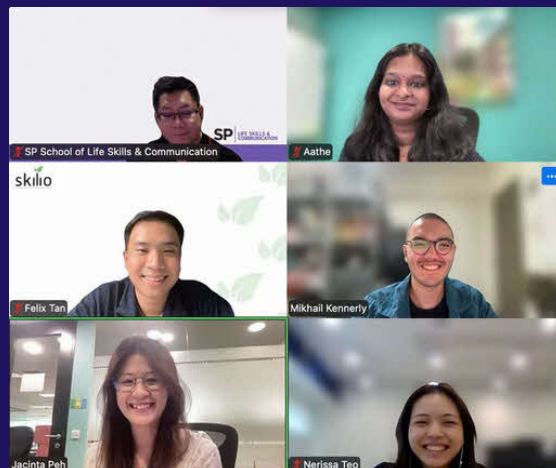 SP LIFE SKILLS &
COMMUNICATION
SP School of Life Skills & Communication
Aathe
skilio
Felix Tan
Mikhail Kennerly
Jacinta Peh
Nerissa Teo